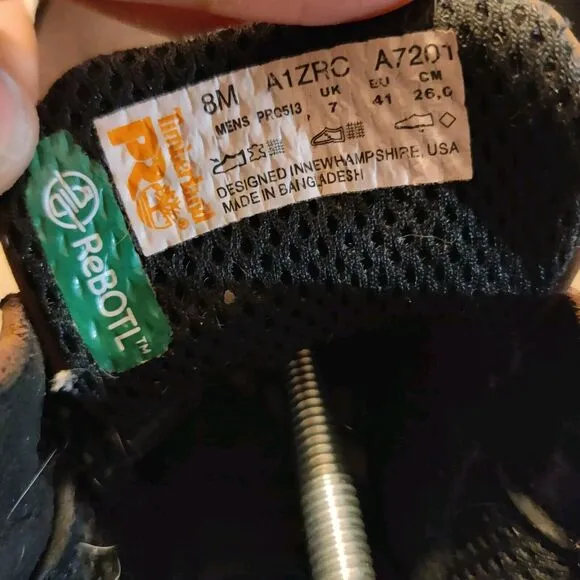 8M A1ZRC A7201
MENS PRO513 UK EU CM
7 41 26,0
Timberland
PRO
®
DESIGNED IN NEW HAMPSHIRE, USA
MADE IN BANGLADESH
ReBOTL™